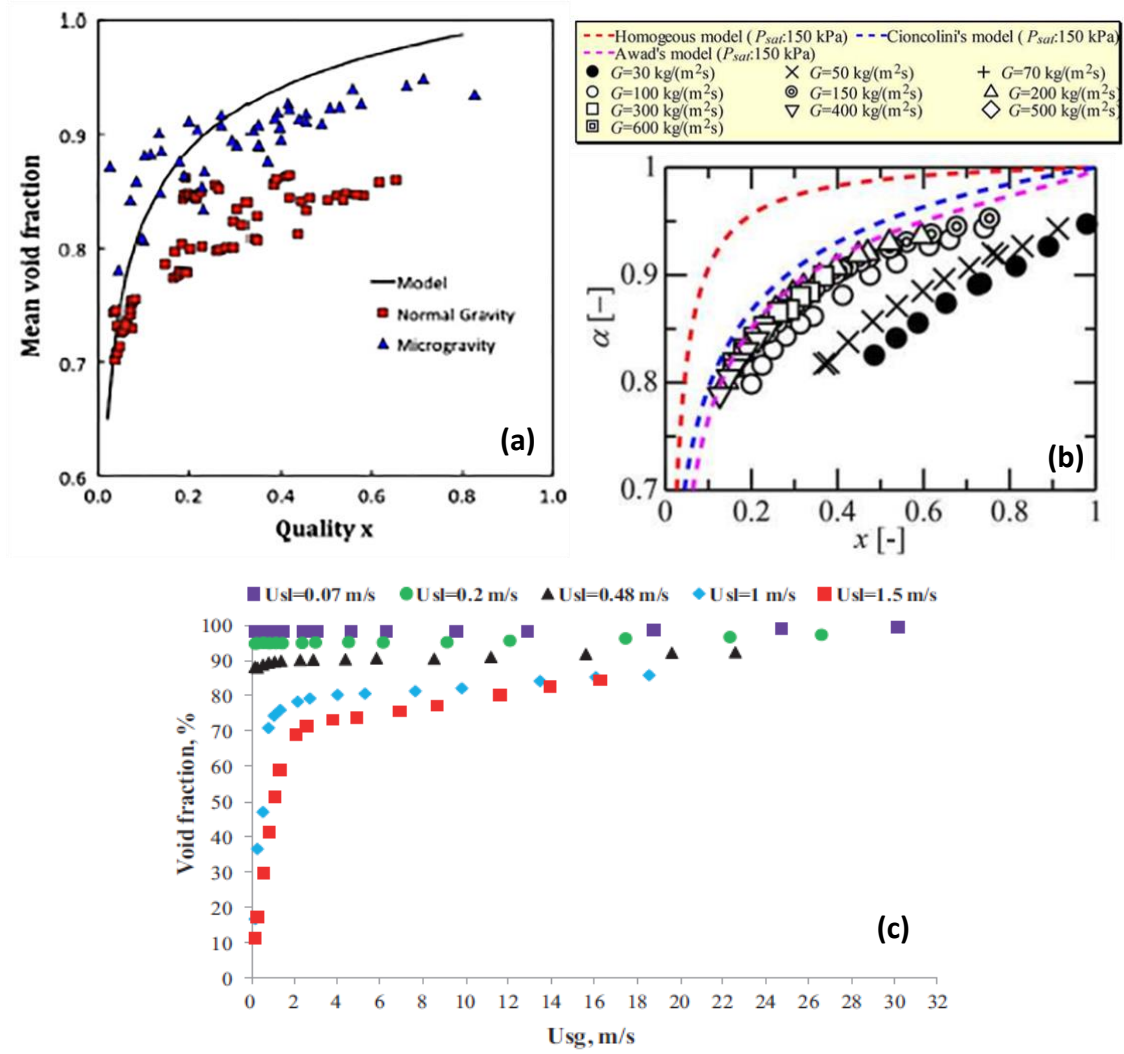 1.0
0.9
0.8
0.7
0.6
Mean void fraction
Model
Normal Gravity
Microgravity
(a)
0.0 0.2 0.4 0.6 0.8 1.0
Quality x
Homogeous model ( Psat:150 kPa) Cioncolini's model ( Psat:150 kPa)
Awad's model (Psat:150 kPa)
G=30 kg/(m²s) G=50 kg/(m²s) G=70 kg/(m²s)
G=100 kg/(m²s) G=150 kg/(m²s) G=200 kg/(m²s)
G=300 kg/(m²s) G=400 kg/(m²s) G=500 kg/(m²s)
G=600 kg/(m²s)
1
0.9
0.8
0.7
α [-]
(b)
0 0.2 0.4 0.6 0.8 1
x [-]
Usl=0.07 m/s Usl=0.2 m/s Usl=0.48 m/s Usl=1 m/s Usl=1.5 m/s
100
90
80
70
60
50
40
30
20
10
0
Void fraction, %
(c)
0 2 4 6 8 10 12 14 16 18 20 22 24 26 28 30 32
Usg, m/s